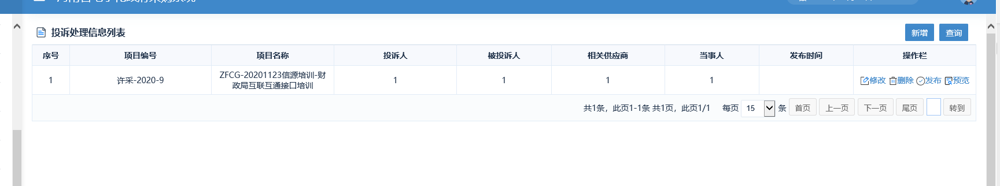 投诉处理信息列表
新增 查询
序号 项目编号 项目名称 投诉人 被投诉人 相关供应商 当事人 发布时间 操作栏
1 许采-2020-9 ZFCG-20201123信源培训-财 1 1 1 1 修改 删除 发布 预览
政局互联互通接口培训
共1条，此页1-1条 共1页，此页1/1 每页 15 条 首页 上一页 下一页 尾页 转到